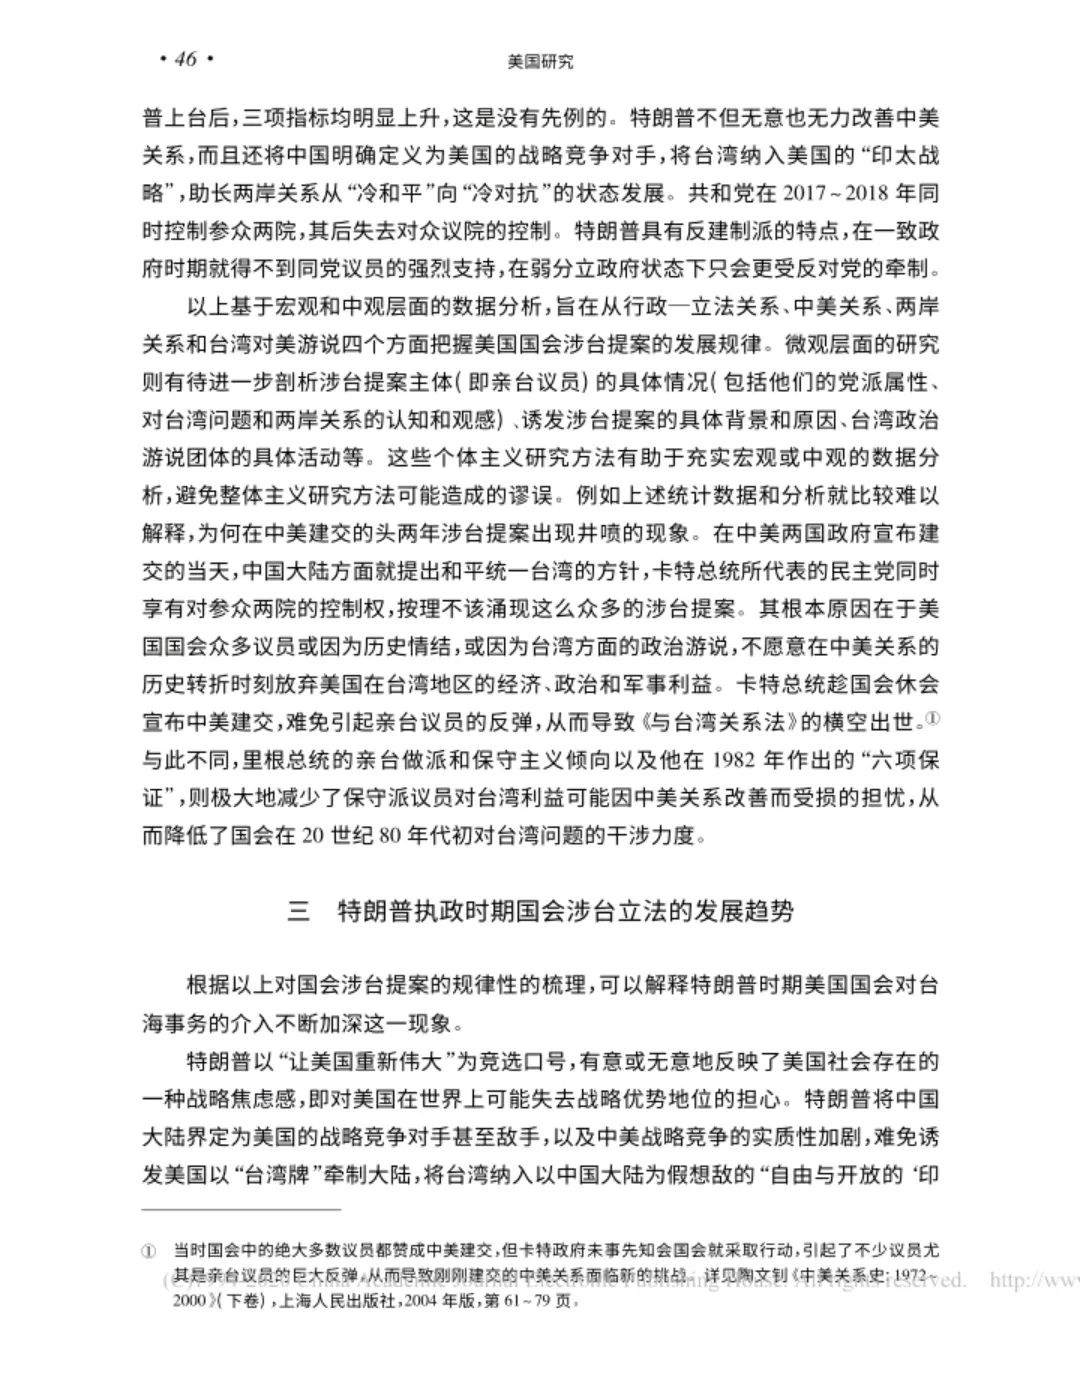 · 46 ·
美国研究
普上台后,三项指标均明显上升,这是没有先例的。特朗普不但无意也无力改善中美
关系,而且还将中国明确定义为美国的战略竞争对手,将台湾纳入美国的“印太战
略”,助长两岸关系从“冷和平”向“冷对抗”的状态发展。共和党在 2017~2018 年同
时控制参众两院,其后失去对众议院的控制。特朗普具有反建制派的特点,在一致政
府时期就得不到同党议员的强烈支持,在弱分立政府状态下只会更受反对党的牵制。
以上基于宏观和中观层面的数据分析,旨在从行政—立法关系、中美关系、两岸
关系和台湾对美游说四个方面把握美国国会涉台提案的发展规律。微观层面的研究
则有待进一步剖析涉台提案主体(即亲台议员)的具体情况(包括他们的党派属性、
对台湾问题和两岸关系的认知和观感)、诱发涉台提案的具体背景和原因、台湾政治
游说团体的具体活动等。这些个体主义研究方法有助于充实宏观或中观的数据分
析,避免整体主义研究方法可能造成的谬误。例如上述统计数据和分析就比较难以
解释,为何在中美建交的头两年涉台提案出现井喷的现象。在中美两国政府宣布建
交的当天,中国大陆方面就提出和平统一台湾的方针,卡特总统所代表的民主党同时
享有对参众两院的控制权,按理不该涌现这么众多的涉台提案。其根本原因在于美
国国会众多议员或因为历史情结,或因为台湾方面的政治游说,不愿意在中美关系的
历史转折时刻放弃美国在台湾地区的经济、政治和军事利益。卡特总统趁国会休会
宣布中美建交,难免引起亲台议员的反弹,从而导致《与台湾关系法》的横空出世。①
与此不同,里根总统的亲台做派和保守主义倾向以及他在 1982 年作出的“六项保
证”,则极大地减少了保守派议员对台湾利益可能因中美关系改善而受损的担忧,从
而降低了国会在 20 世纪 80 年代初对台湾问题的干涉力度。
三 特朗普执政时期国会涉台立法的发展趋势
根据以上对国会涉台提案的规律性的梳理,可以解释特朗普时期美国国会对台
海事务的介入不断加深这一现象。
特朗普以“让美国重新伟大”为竞选口号,有意或无意地反映了美国社会存在的
一种战略焦虑感,即对美国在世界上可能失去战略优势地位的担心。特朗普将中国
大陆界定为美国的战略竞争对手甚至敌手,以及中美战略竞争的实质性加剧,难免诱
发美国以“台湾牌”牵制大陆,将台湾纳入以中国大陆为假想敌的“自由与开放的‘印
① 当时国会中的绝大多数议员都赞成中美建交,但卡特政府未事先知会国会就采取行动,引起了不少议员尤
其是亲台议员的巨大反弹,从而导致刚刚建交的中美关系面临新的挑战。详见陶文钊《中美关系史:1972~
2000》(下卷),上海人民出版社,2004 年版,第 61~79 页。
(C)1994-2020 China Academic Journal Electronic Publishing House. All rights reserved. http://ww